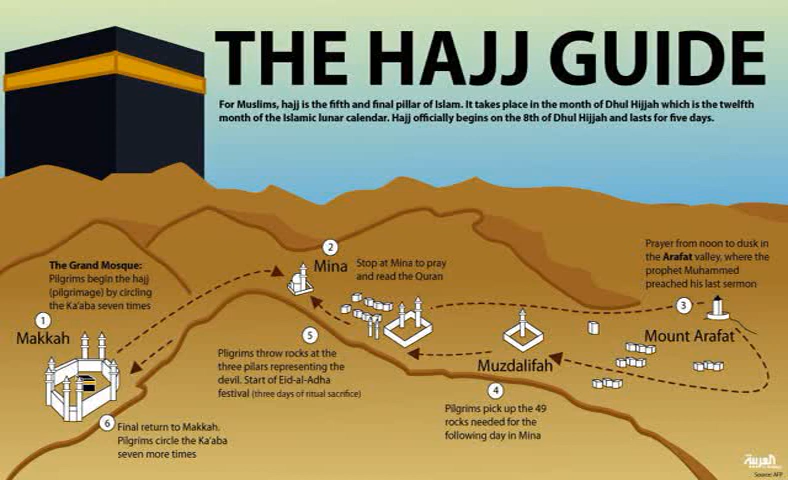 THE HAJJ GUIDE
For Muslims, hajj is the fifth and final pillar of Islam. It takes place in the month of Dhul Hijjah which is the twelfth
month of the Islamic lunar calendar. Hajj officially begins on the 8th of Dhul Hijjah and lasts for five days.
The Grand Mosque:
Pilgrims begin the hajj
(pilgrimage) by circling
the Ka'aba seven times
1
Makkah
2
Mina
Stop at Mina to pray
and read the Quran
Prayer from noon to dusk in
the Arafat valley, where the
prophet Muhammed
preached his last sermon
3
Mount Arafat
Muzdalifah
4
Pilgrims pick up the 49
rocks needed for the
following day in Mina
5
Pligrims throw rocks at the
three pilars representing the
devil. Start of Eid-al-Adha
festival (three days of ritual sacrifice)
6
Final return to Makkah.
Pilgrims circle the Ka'aba
seven more times
العربية
Source: AFP